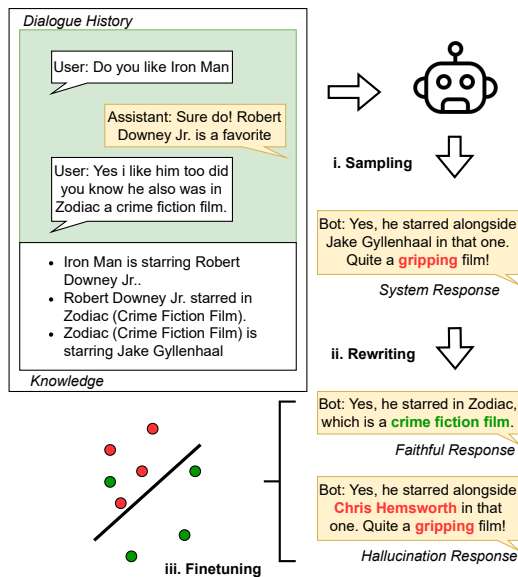 Dialogue History
User: Do you like Iron Man
Assistant: Sure do! Robert
Downey Jr. is a favorite
User: Yes i like him too did
you know he also was in
Zodiac a crime fiction film.
• Iron Man is starring Robert
Downey Jr..
• Robert Downey Jr. starred in
Zodiac (Crime Fiction Film).
• Zodiac (Crime Fiction Film) is
starring Jake Gyllenhaal
Knowledge
i. Sampling
Bot: Yes, he starred alongside
Jake Gyllenhaal in that one.
Quite a gripping film!
System Response
ii. Rewriting
Bot: Yes, he starred in Zodiac,
which is a crime fiction film.
Faithful Response
Bot: Yes, he starred alongside
Chris Hemsworth in that
one. Quite a gripping film!
Hallucination Response
iii. Finetuning